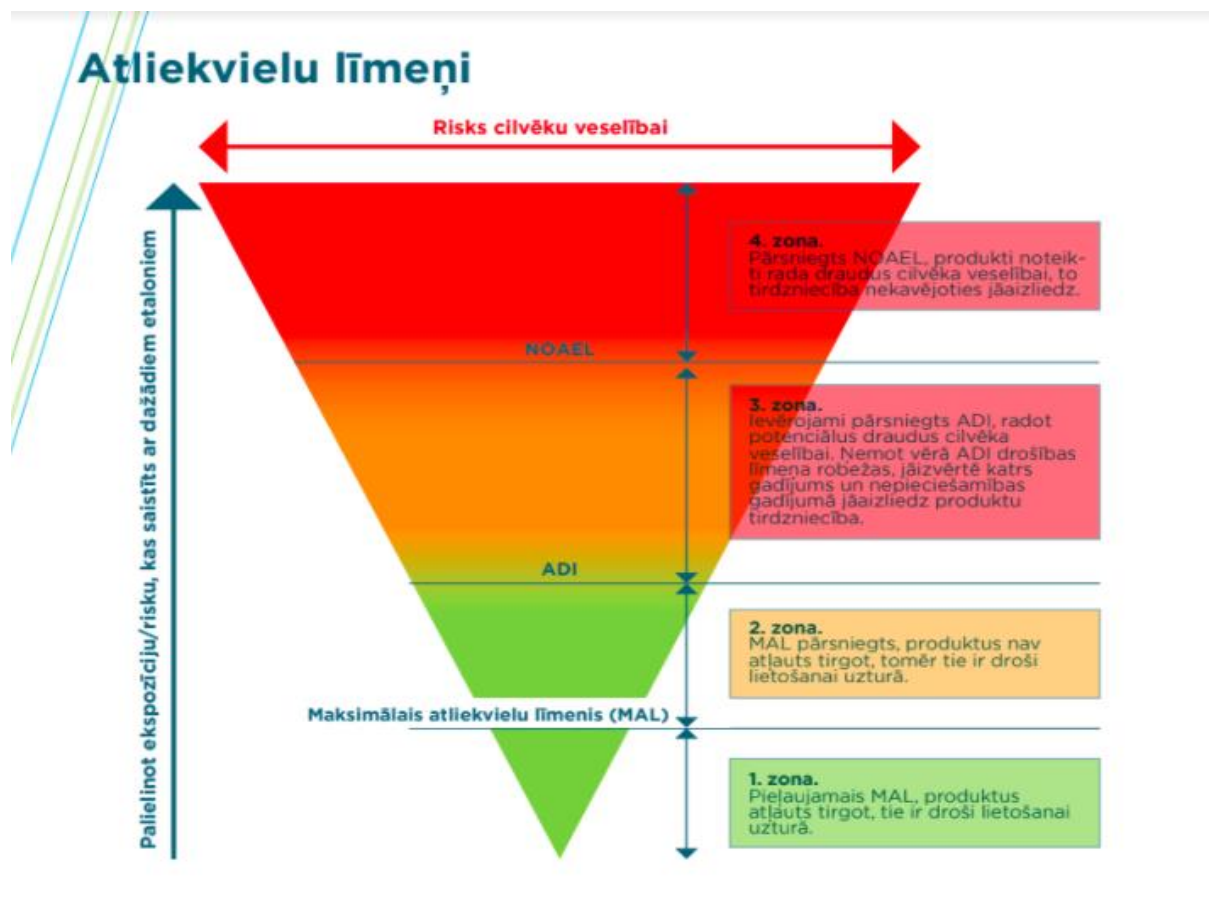 Atliekvielu līmeņi
Risks cilvēku veselībai
Palielinot ekspozīciju/risku, kas saistīts ar dažādiem etaloniem
4. zona.
Pārsniegts NOAEL, produkti noteik-
ti rada draudus cilvēka veselībai, to
tirdzniecība nekavējoties jāaizliedz.
NOAEL
3. zona.
Ievērojami pārsniegts ADI, radot
potenciālus draudus cilvēka
veselībai. Ņemot vērā ADI drošības
līmeņa robežas, jāizvērtē katrs
gadījums un nepieciešamības
gadījumā jāaizliedz produktu
tirdzniecība.
ADI
2. zona.
MAL pārsniegts, produktus nav
atļauts tirgot, tomēr tie ir droši
lietošanai uzturā.
Maksimālais atliekvielu līmenis (MAL)
1. zona.
Pieļaujamais MAL, produktus
atļauts tirgot, tie ir droši lietošanai
uzturā.